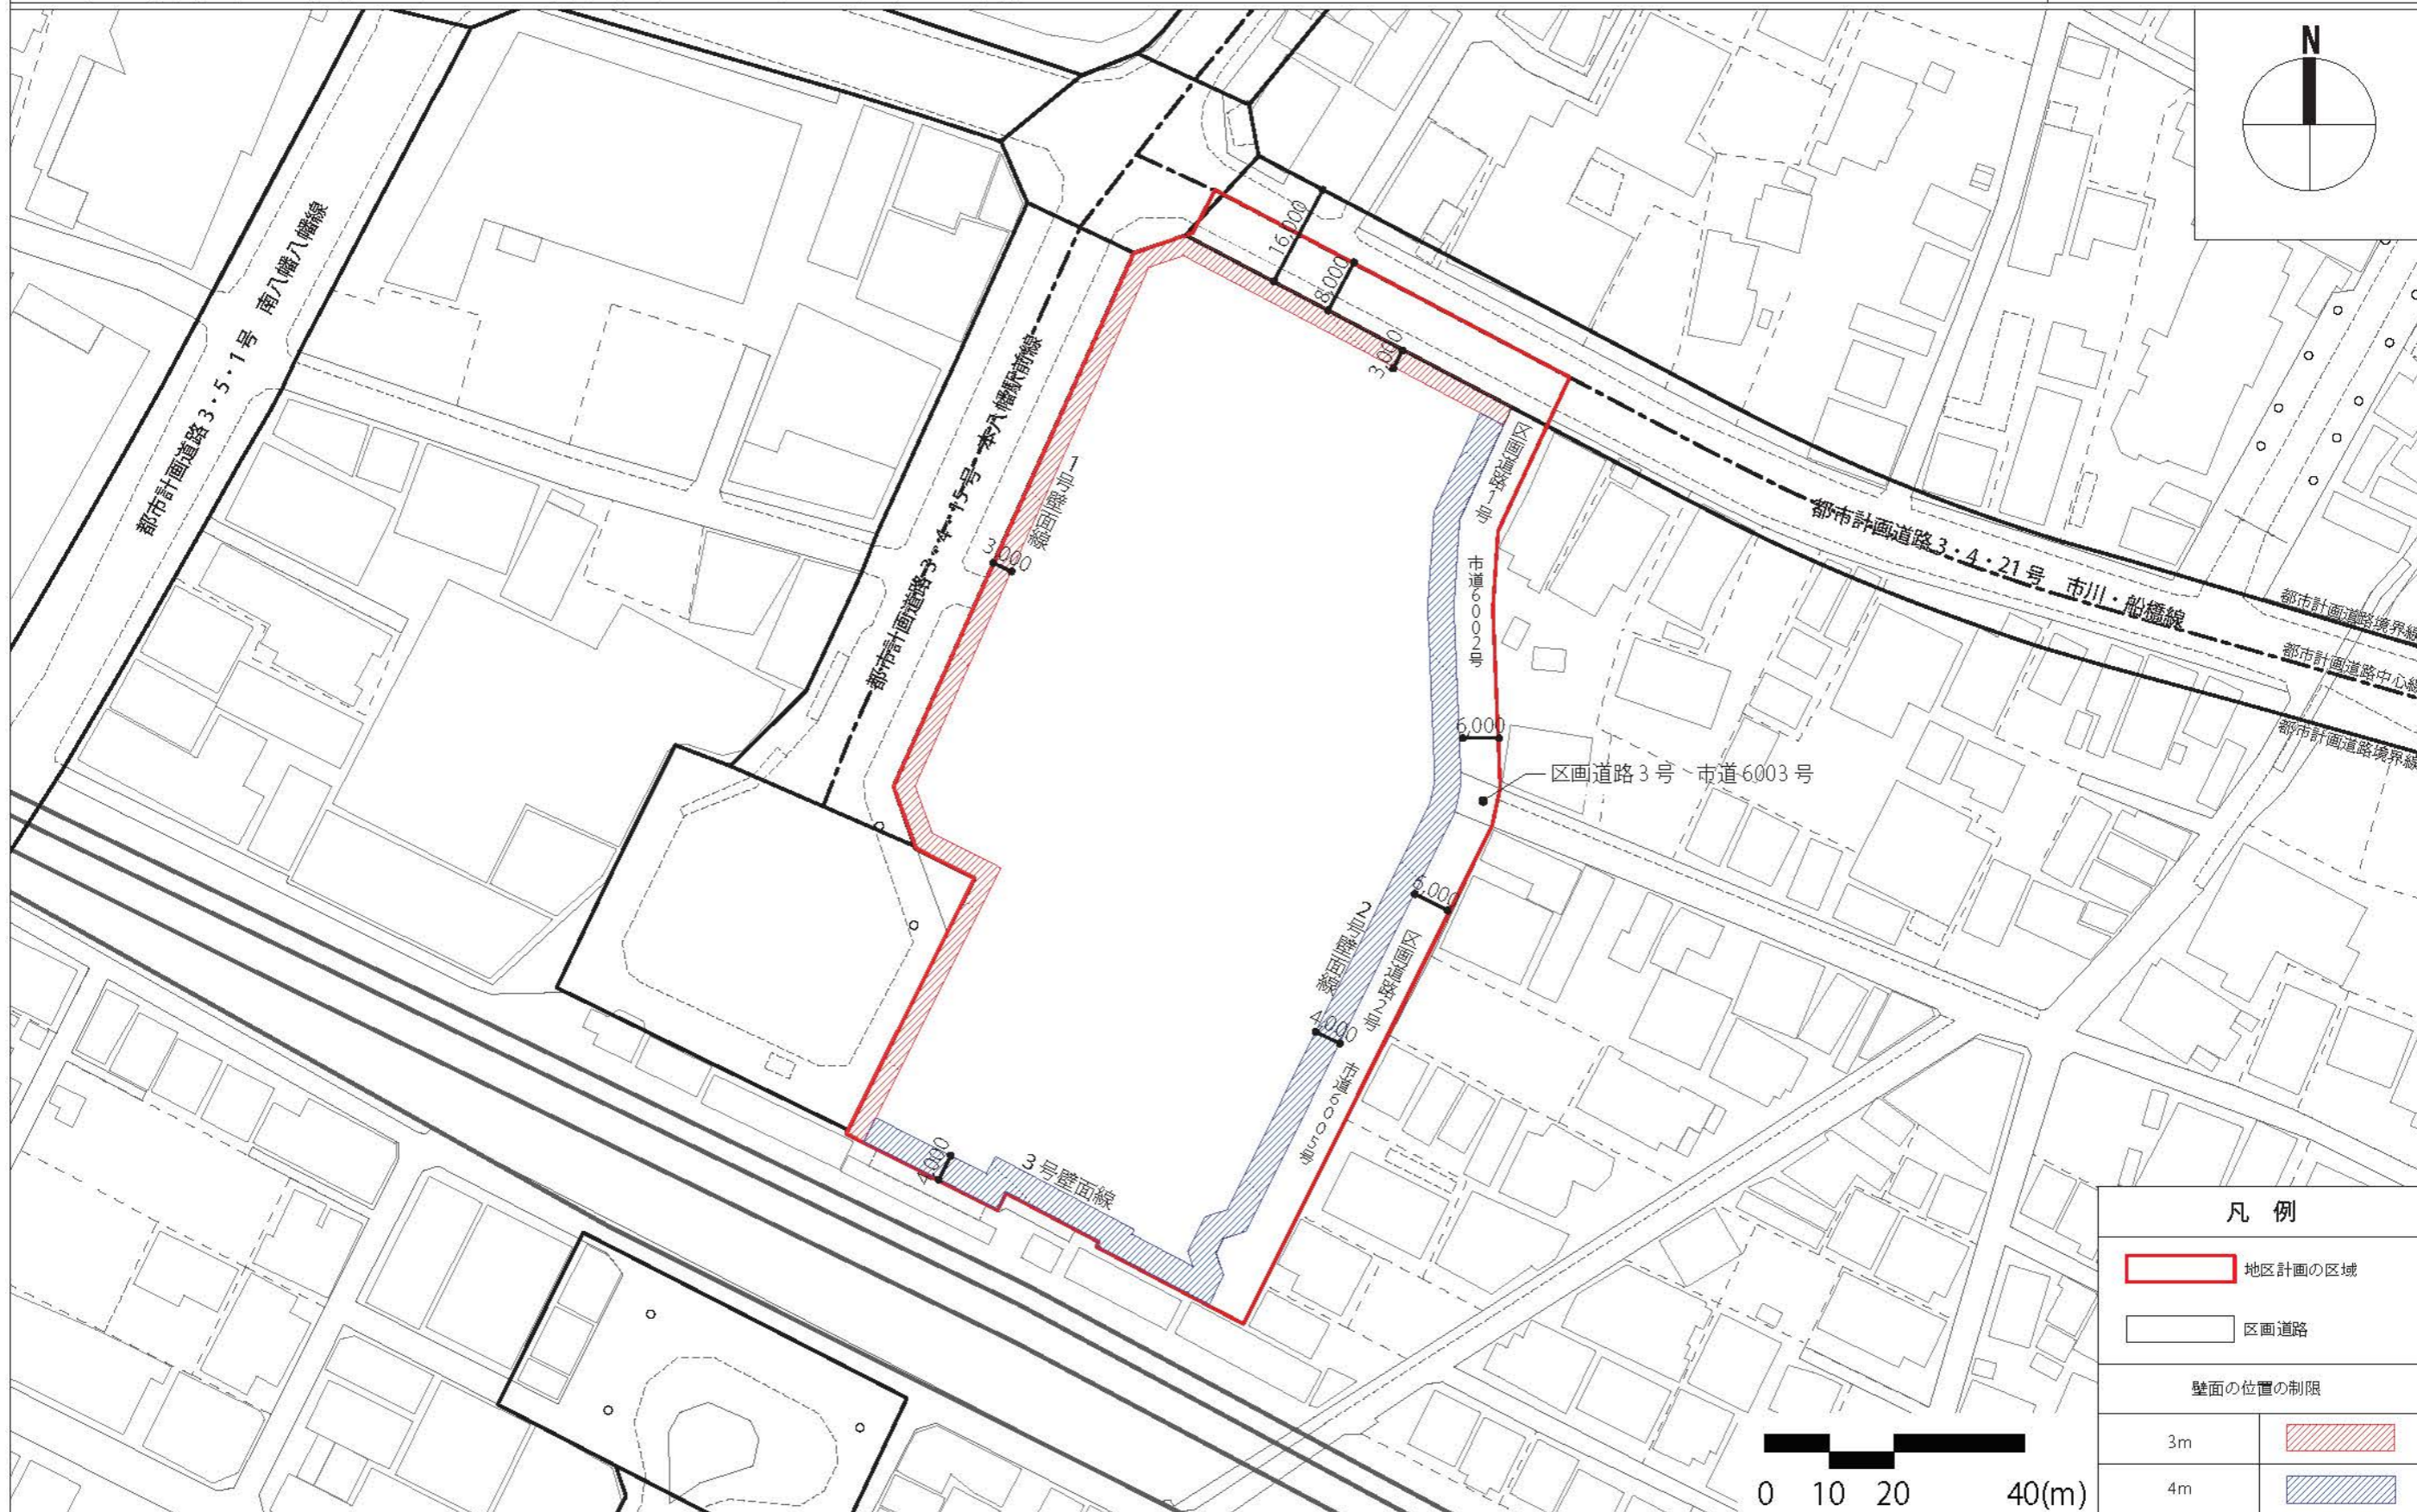 N
都市計画道路3・5・1号 南八幡八幡線
都市計画道路3・4・15号 本八幡駅前線
16,000
8,000
3,000
1号壁面線
3,000
区画道路1号
市道6002号
都市計画道路3・4・21号 市川・船橋線
都市計画道路境界線
都市計画道路中心線
都市計画道路境界線
6,000
区画道路3号 市道6003号
6,000
2号壁面線
区画道路2号
4,000
市道6005号
4,000
3号壁面線
凡 例
地区計画の区域
区画道路
壁面の位置の制限
3m
4m
0 10 20 40(m)